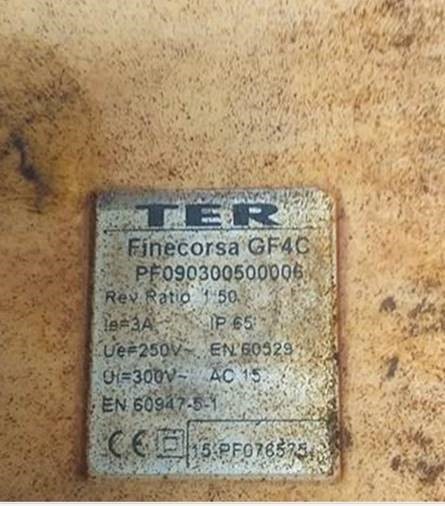 TER
Finecorsa GF4C
PF090300500006
Rev Ratio 1:50
Ie=3A IP 65
Ue=250V~ EN 60529
Ui=300V~ AC 15
EN 60947-5-1
CE 15-PF076575